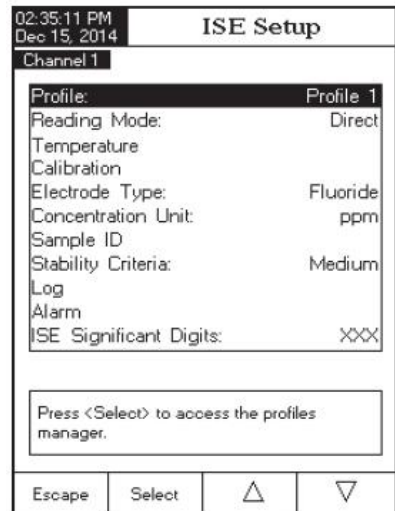 02:35:11 PM
Dec 15, 2014
ISE Setup
Channel 1
Profile: Profile 1
Reading Mode: Direct
Temperature
Calibration
Electrode Type: Fluoride
Concentration Unit: ppm
Sample ID
Stability Criteria: Medium
Log
Alarm
ISE Significant Digits: XXX
Press <Select> to access the profiles
manager.
Escape Select △ ▽